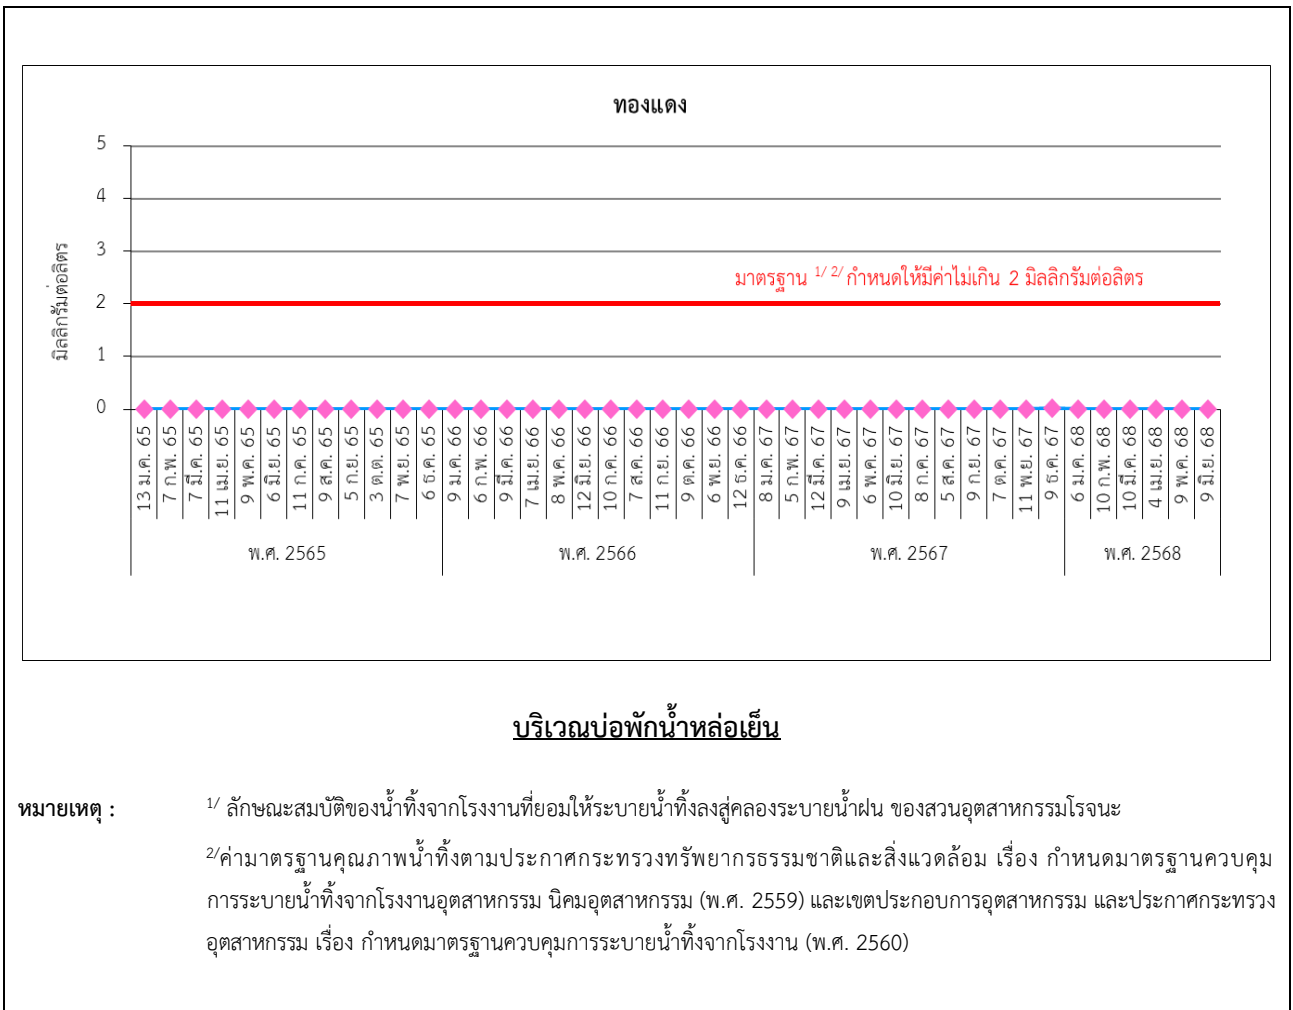 ทองแดง
มิลลิกรัมต่อลิตร
5
4
3
2
1
0
มาตรฐาน 1/ 2/ กำหนดให้มีค่าไม่เกิน 2 มิลลิกรัมต่อลิตร
13 ม.ค. 65
7 ก.พ. 65
7 มี.ค. 65
11 เม.ย. 65
9 พ.ค. 65
6 มิ.ย. 65
11 ก.ค. 65
9 ส.ค. 65
5 ก.ย. 65
3 ต.ต. 65
7 พ.ย. 65
6 ธ.ค. 65
9 ม.ค. 66
6 ก.พ. 66
9 มี.ค. 66
7 เม.ย. 66
8 พ.ค. 66
12 มิ.ย. 66
10 ก.ค. 66
7 ส.ค. 66
11 ก.ย. 66
9 ต.ค. 66
6 พ.ย. 66
12 ธ.ค. 66
8 ม.ค. 67
5 ก.พ. 67
12 มี.ค. 67
9 เม.ย. 67
6 พ.ค. 67
10 มิ.ย. 67
8 ก.ค. 67
5 ส.ค. 67
9 ก.ย. 67
7 ต.ค. 67
11 พ.ย. 67
9 ธ.ค. 67
6 ม.ค. 68
10 ก.พ. 68
10 มี.ค. 68
4 เม.ย. 68
9 พ.ค. 68
9 มิ.ย. 68
พ.ศ. 2565
พ.ศ. 2566
พ.ศ. 2567
พ.ศ. 2568
บริเวณบ่อพักน้ำหล่อเย็น
หมายเหตุ : 1/ ลักษณะสมบัติของน้ำทิ้งจากโรงงานที่ยอมให้ระบายน้ำทิ้งลงสู่คลองระบายน้ำฝน ของสวนอุตสาหกรรมโรจนะ
2/ค่ามาตรฐานคุณภาพน้ำทิ้งตามประกาศกระทรวงทรัพยากรธรรมชาติและสิ่งแวดล้อม เรื่อง กำหนดมาตรฐานควบคุม
การระบายน้ำทิ้งจากโรงงานอุตสาหกรรม นิคมอุตสาหกรรม (พ.ศ. 2559) และเขตประกอบการอุตสาหกรรม และประกาศกระทรวง
อุตสาหกรรม เรื่อง กำหนดมาตรฐานควบคุมการระบายน้ำทิ้งจากโรงงาน (พ.ศ. 2560)